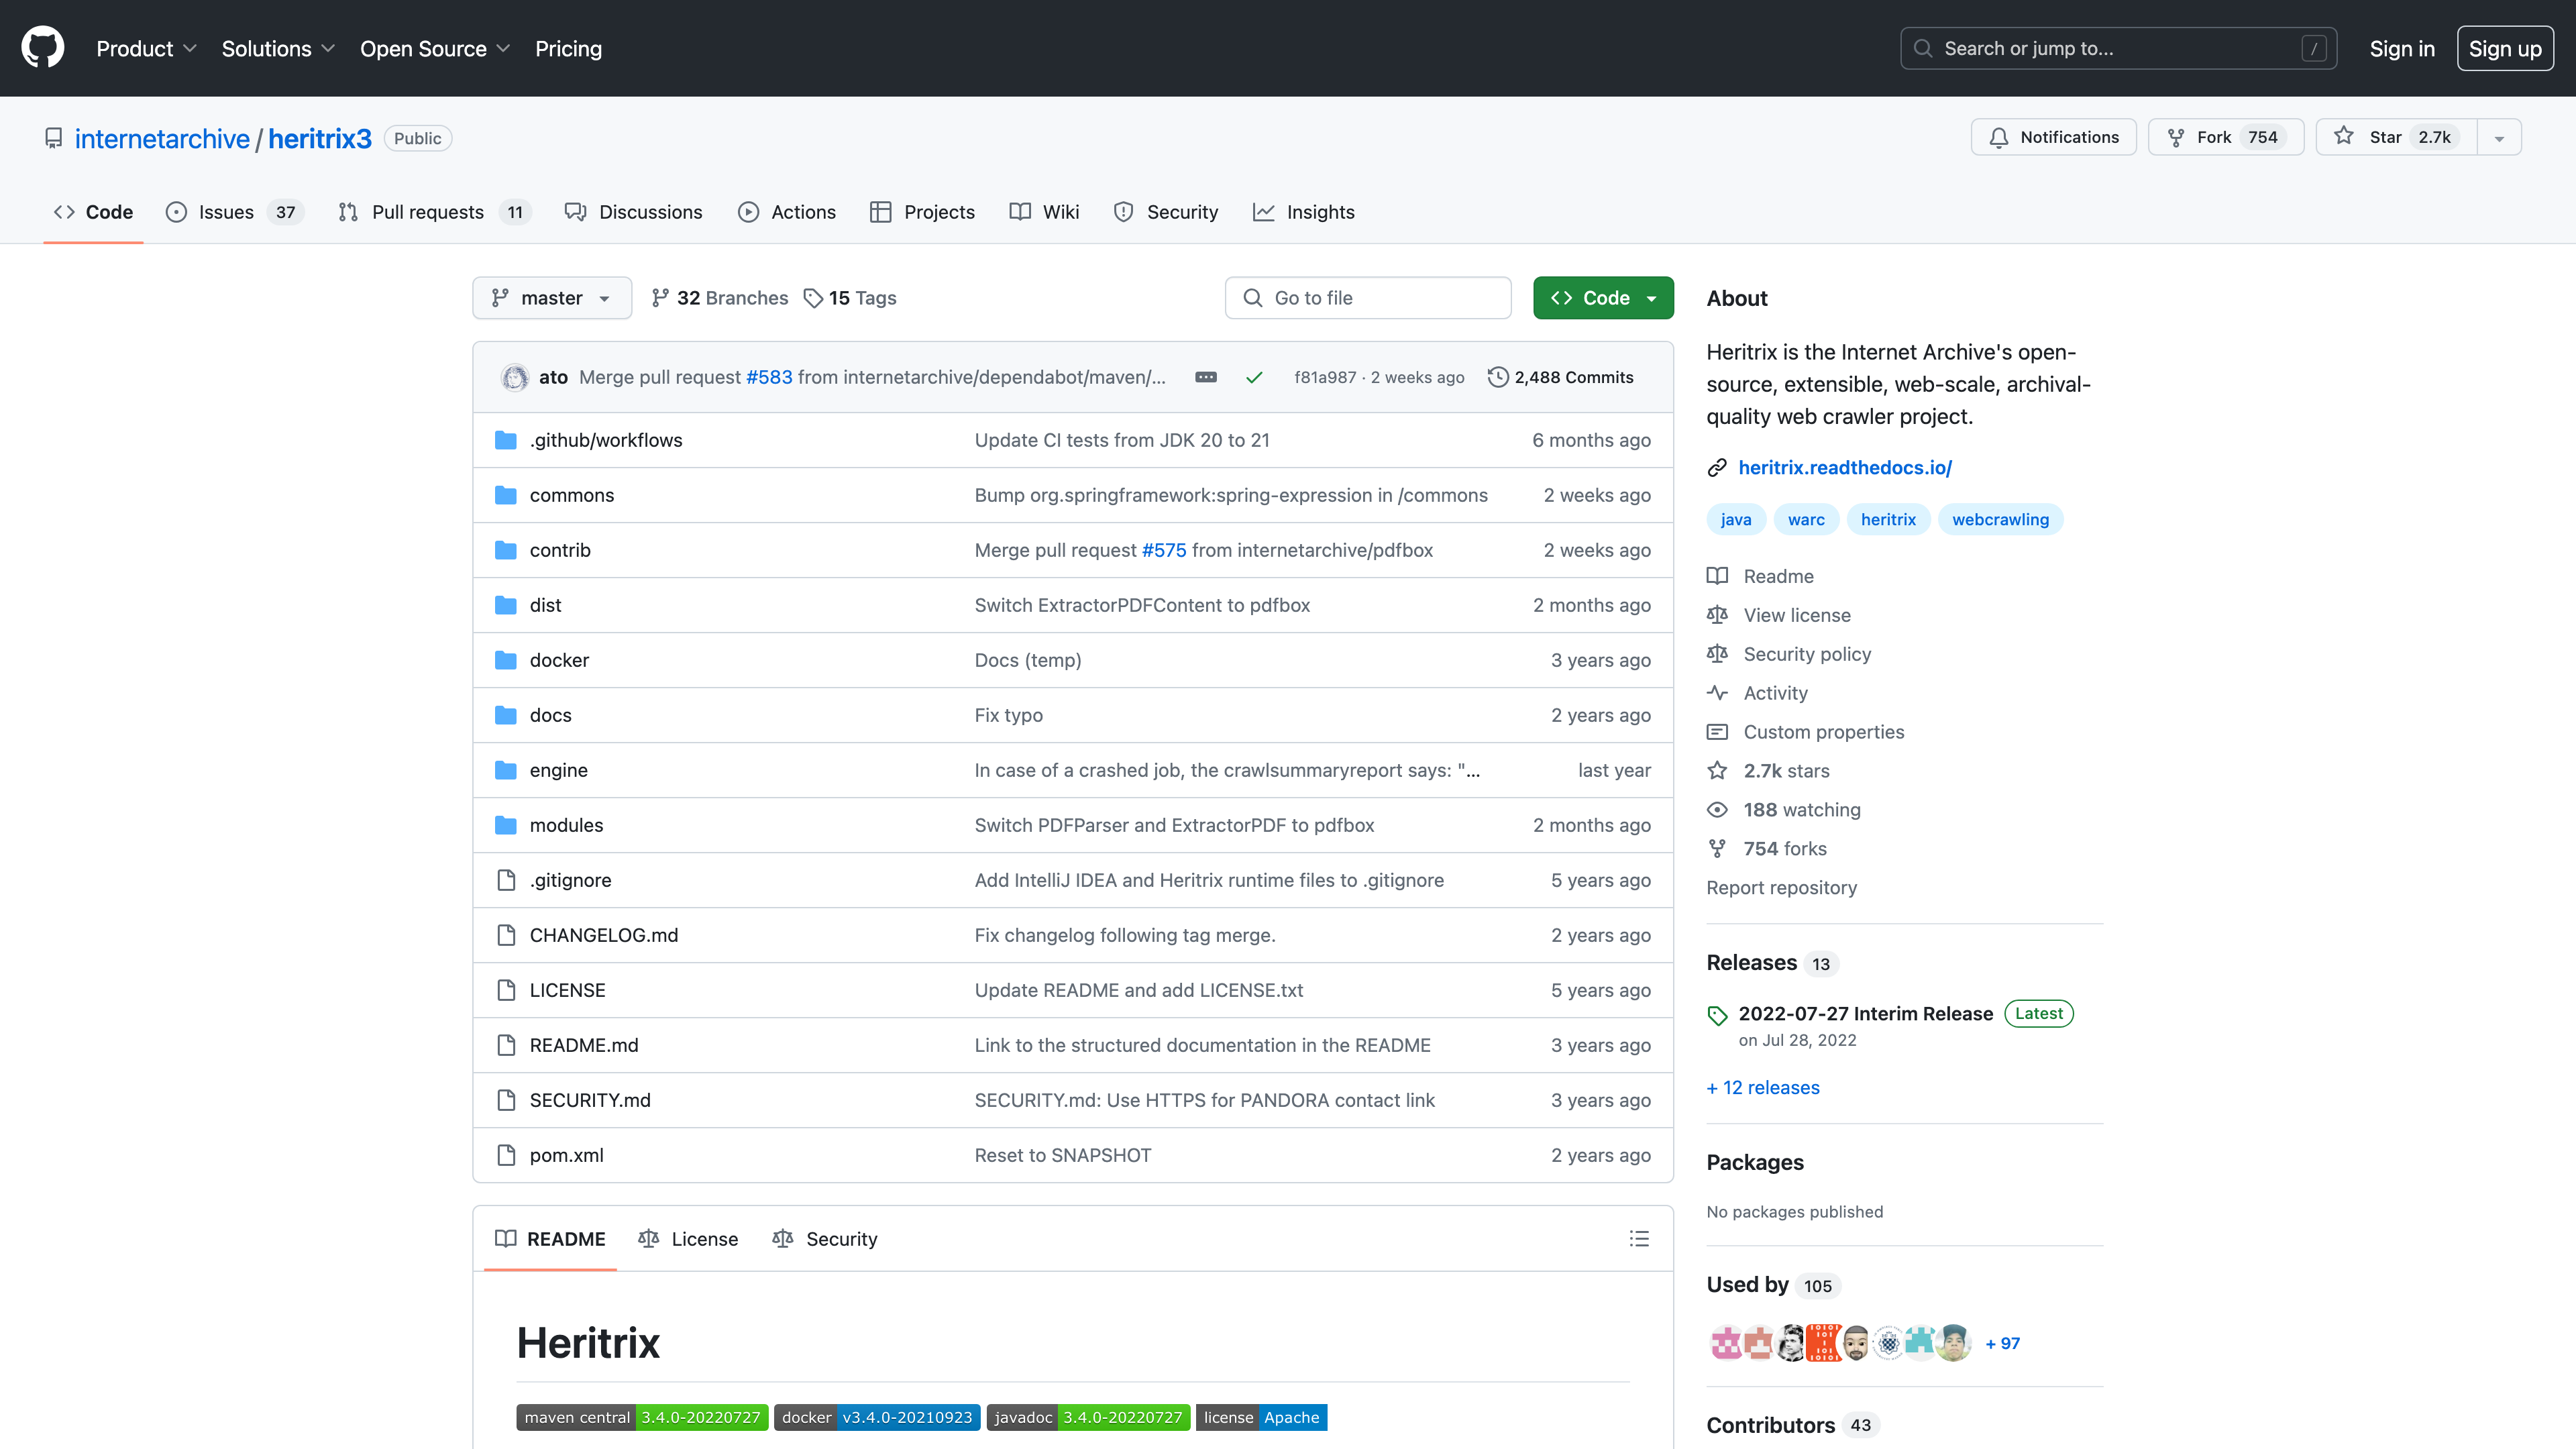 Product Solutions Open Source Pricing Search or jump to... / Sign in Sign up
internetarchive / heritrix3 Public Notifications Fork 754 Star 2.7k
Code Issues 37 Pull requests 11 Discussions Actions Projects Wiki Security Insights
master 32 Branches 15 Tags Go to file Code
ato Merge pull request #583 from internetarchive/dependabot/maven/... f81a987 · 2 weeks ago 2,488 Commits
.github/workflows Update CI tests from JDK 20 to 21 6 months ago
commons Bump org.springframework:spring-expression in /commons 2 weeks ago
contrib Merge pull request #575 from internetarchive/pdfbox 2 weeks ago
dist Switch ExtractorPDFContent to pdfbox 2 months ago
docker Docs (temp) 3 years ago
docs Fix typo 2 years ago
engine In case of a crashed job, the crawlsummaryreport says: "... last year
modules Switch PDFParser and ExtractorPDF to pdfbox 2 months ago
.gitignore Add IntelliJ IDEA and Heritrix runtime files to .gitignore 5 years ago
CHANGELOG.md Fix changelog following tag merge. 2 years ago
LICENSE Update README and add LICENSE.txt 5 years ago
README.md Link to the structured documentation in the README 3 years ago
SECURITY.md SECURITY.md: Use HTTPS for PANDORA contact link 3 years ago
pom.xml Reset to SNAPSHOT 2 years ago
README License Security
Heritrix
maven central 3.4.0-20220727 docker v3.4.0-20210923 javadoc 3.4.0-20220727 license Apache
About
Heritrix is the Internet Archive's open-
source, extensible, web-scale, archival-
quality web crawler project.
heritrix.readthedocs.io/
java warc heritrix webcrawling
Readme
View license
Security policy
Activity
Custom properties
2.7k stars
188 watching
754 forks
Report repository
Releases 13
2022-07-27 Interim Release Latest
on Jul 28, 2022
+ 12 releases
Packages
No packages published
Used by 105
+ 97
Contributors 43